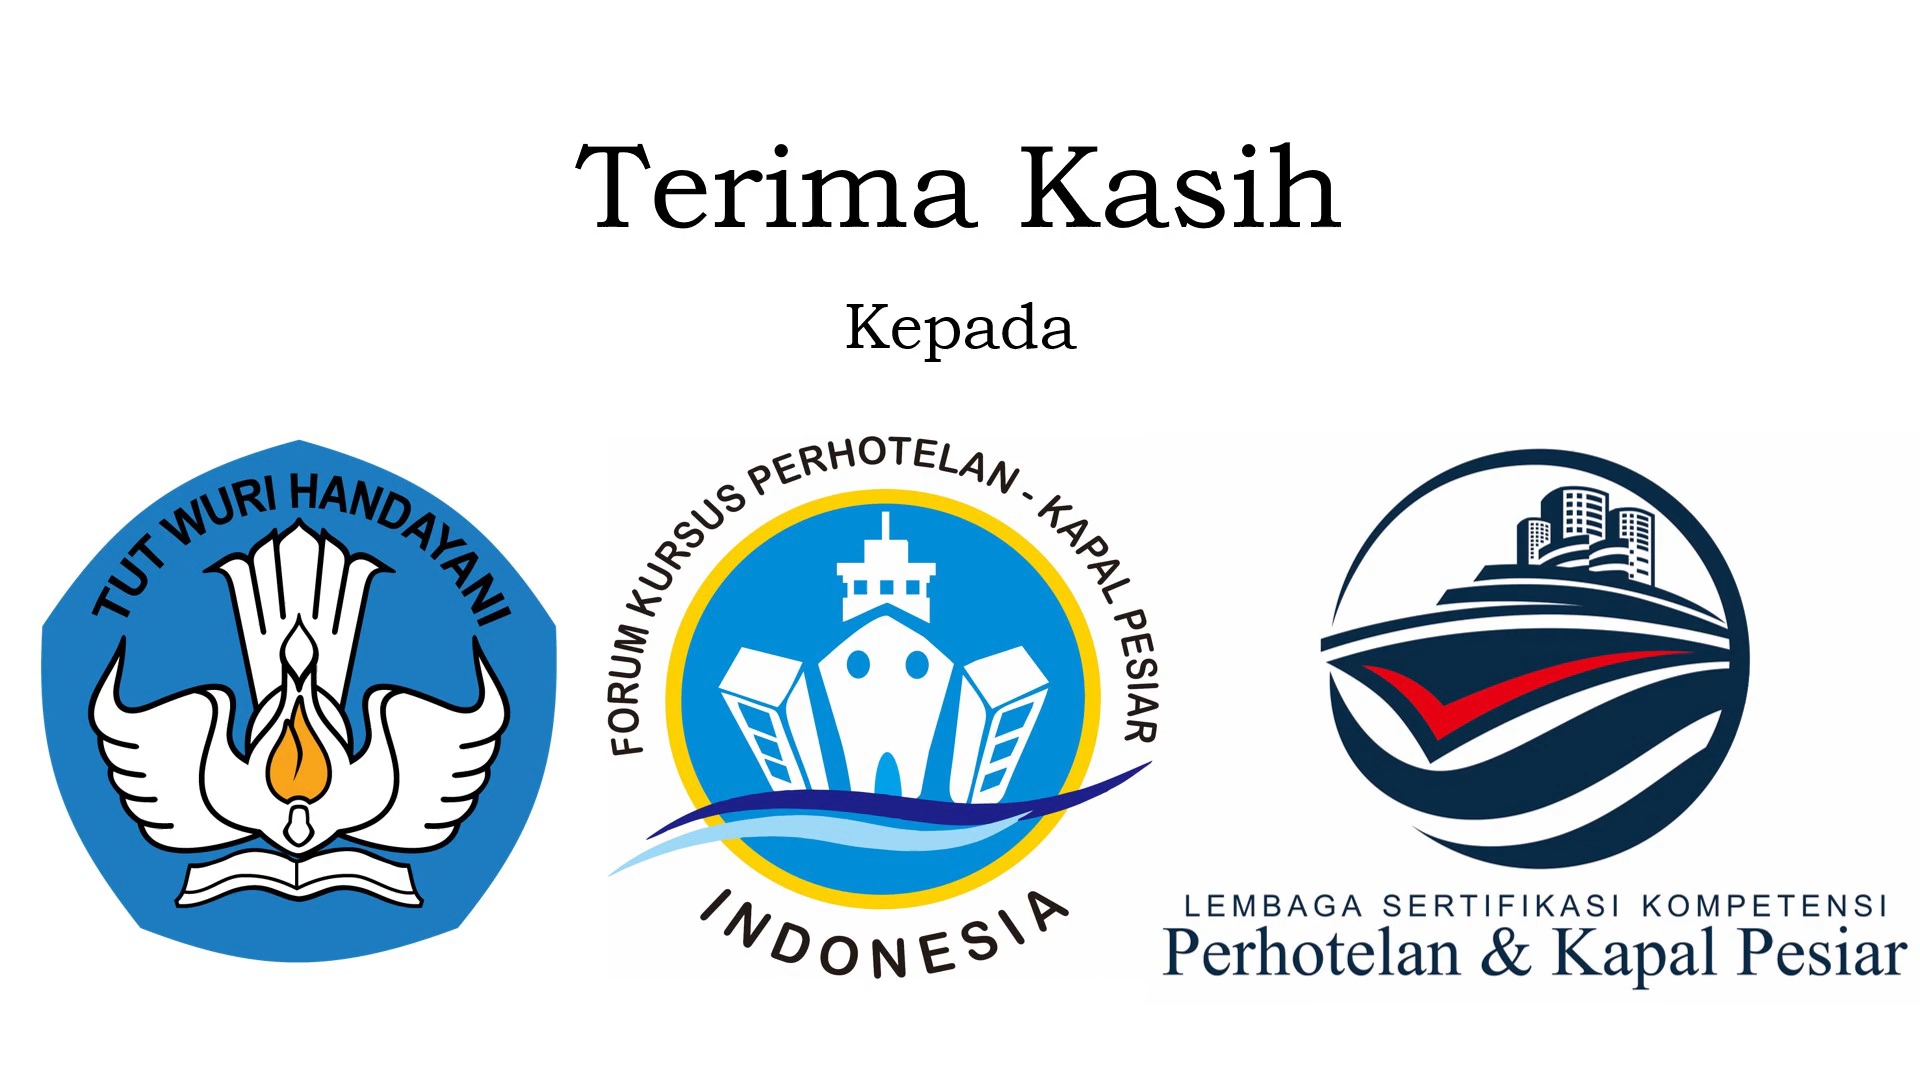 Terima Kasih
Kepada
TUT WURI HANDAYANI
FORUM KURSUS PERHOTELAN - KAPAL PESIAR
INDONESIA
LEMBAGA SERTIFIKASI KOMPETENSI
Perhotelan & Kapal Pesiar